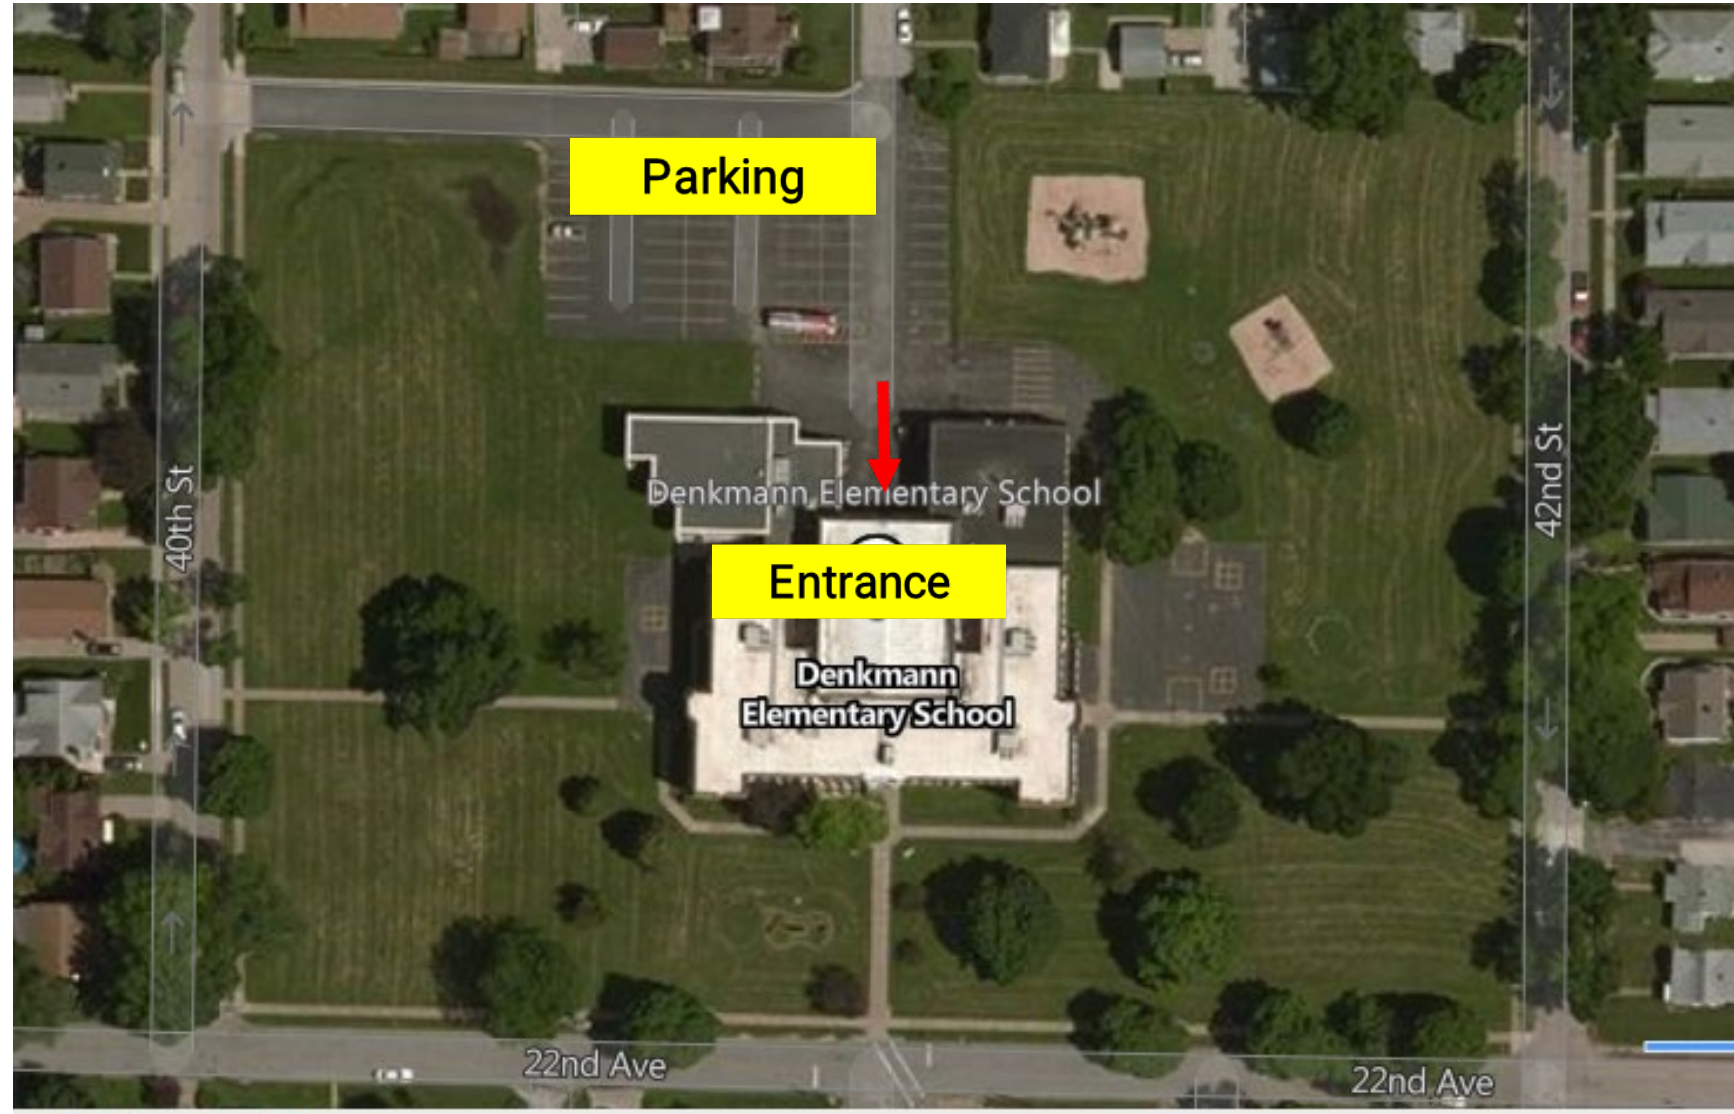 Parking
40th St
42nd St
Denkmann Elementary School
Entrance
Denkmann
Elementary School
22nd Ave
22nd Ave